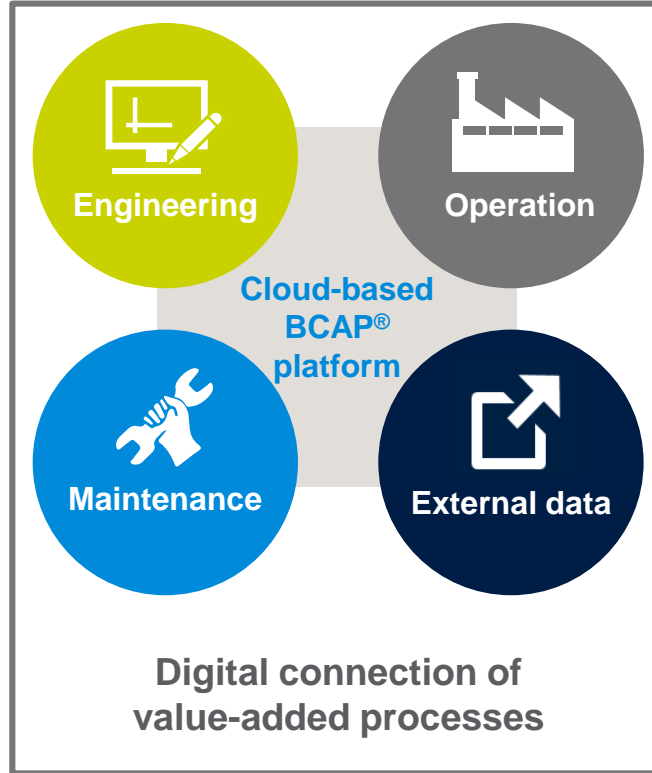 Engineering
Operation
Cloud-based
BCAP®
platform
Maintenance
External data
Digital connection of
value-added processes